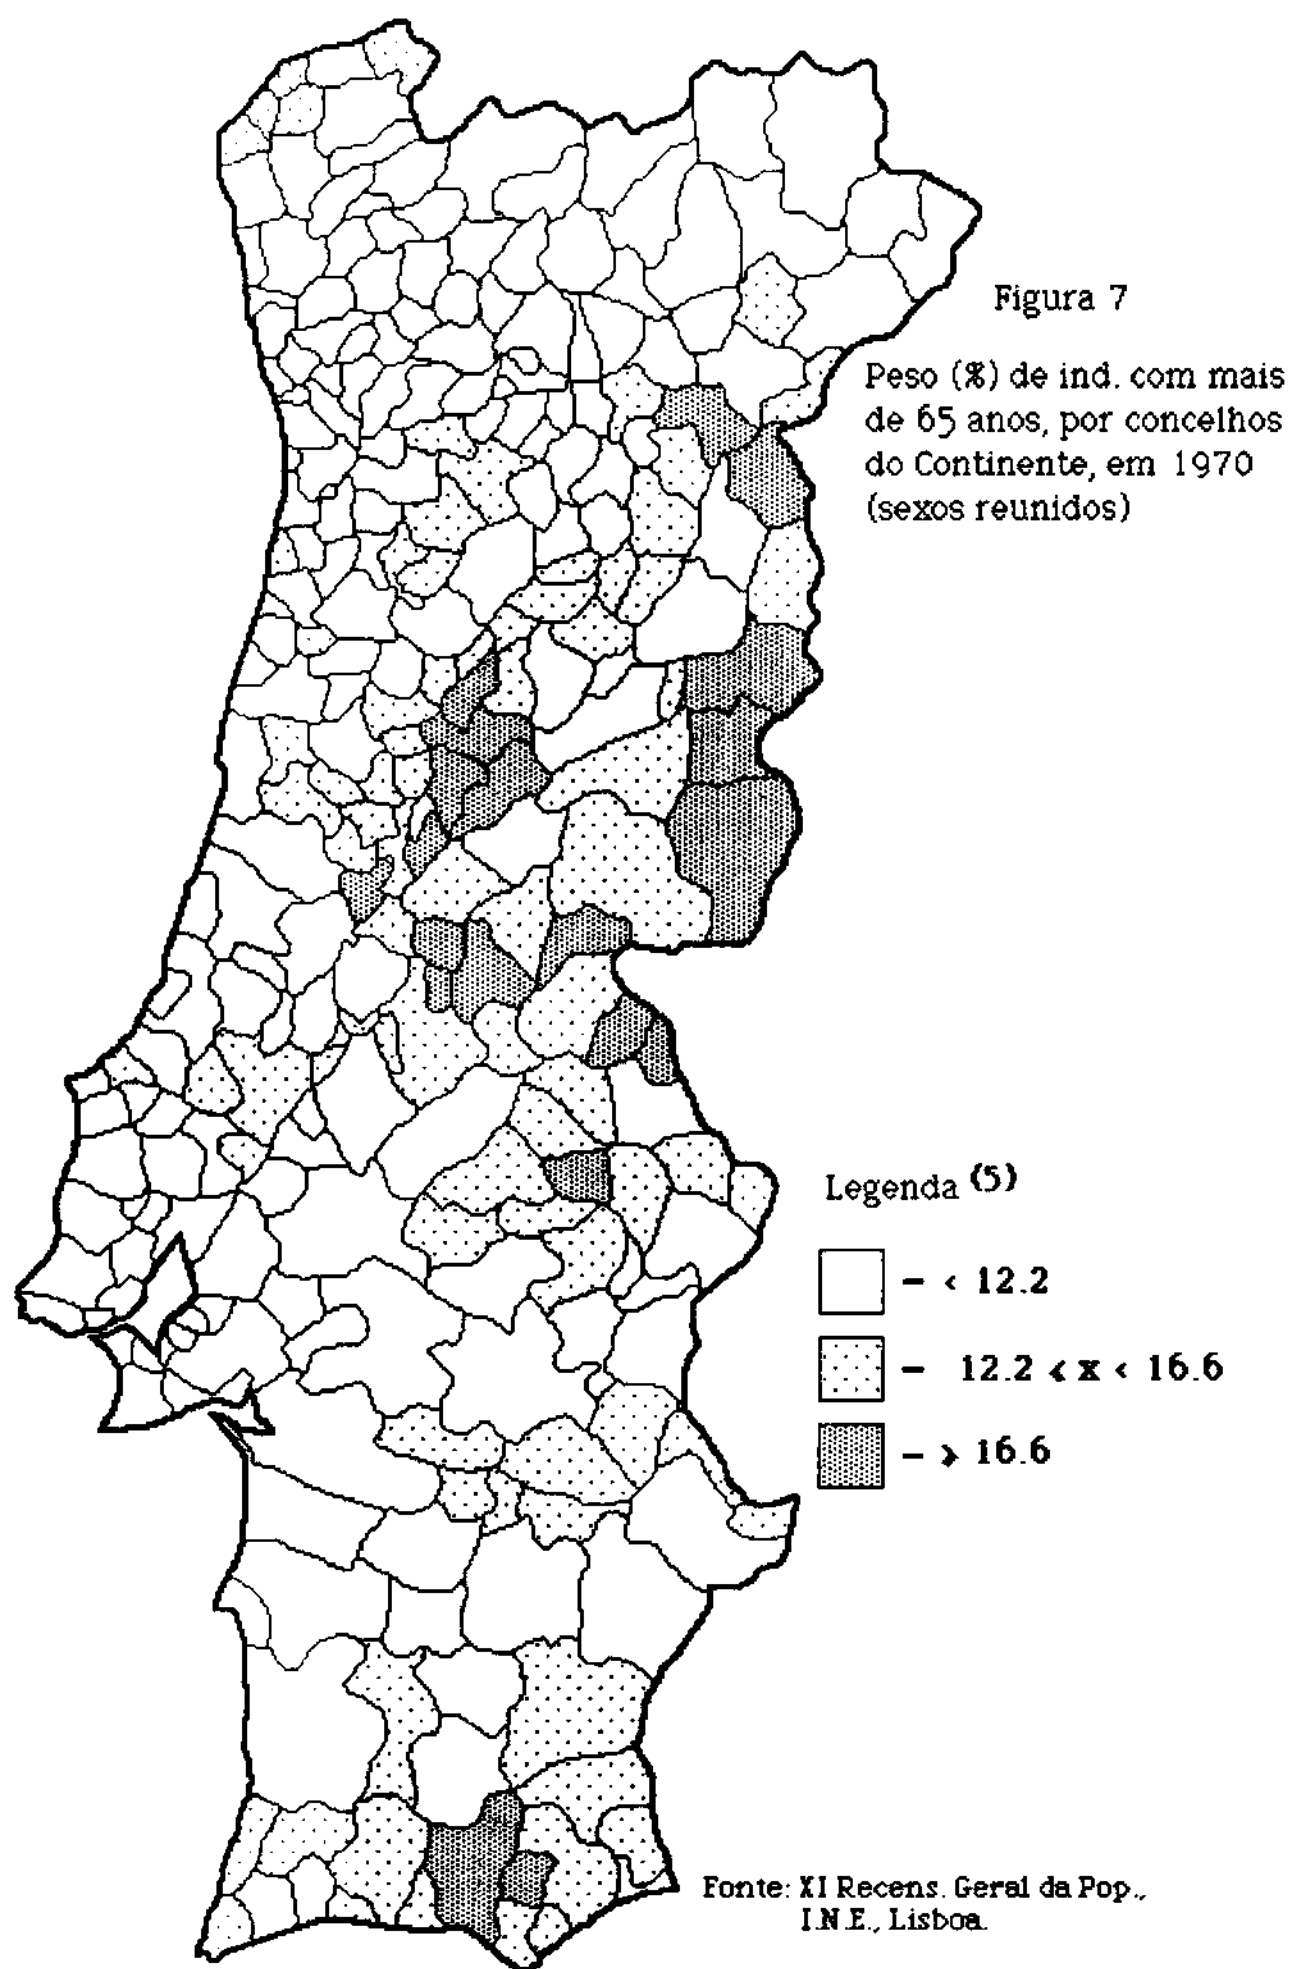 Figura 7
Peso (%) de ind. com mais
de 65 anos, por concelhos
do Continente, em 1970
(sexos reunidos)
Legenda (5)
- < 12.2
- 12.2 < x < 16.6
- > 16.6
Fonte: XI Recens. Geral da Pop.,
I.N.E., Lisboa.